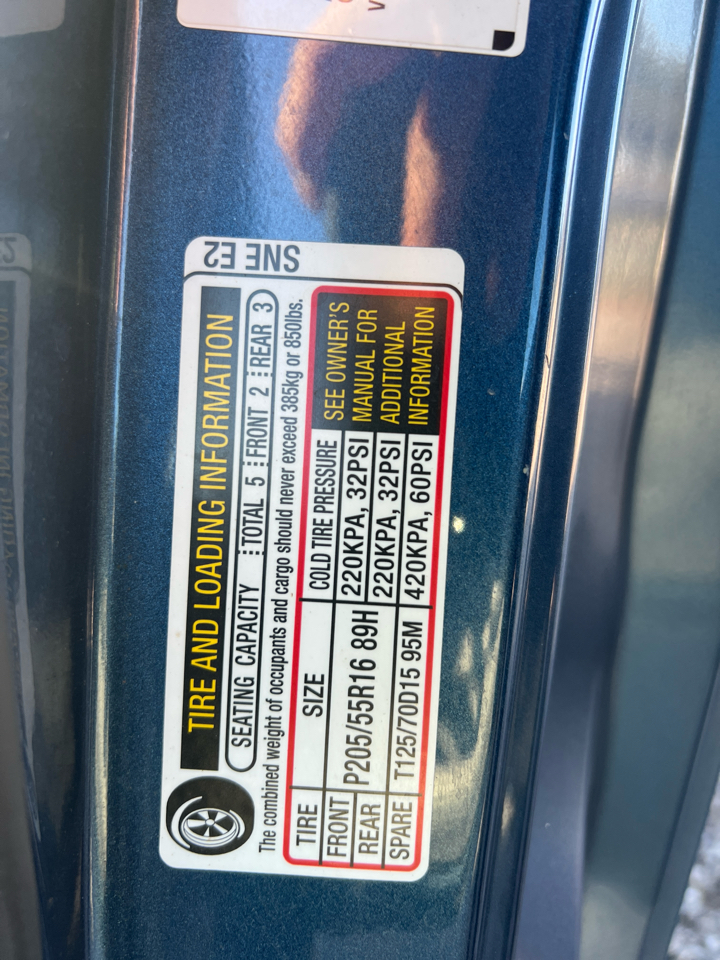 TIRE AND LOADING INFORMATION
SEATING CAPACITY TOTAL 5 FRONT 2 REAR 3
The combined weight of occupants and cargo should never exceed 385kg or 850lbs.
TIRE SIZE COLD TIRE PRESSURE
FRONT P205/55R16 89H 220KPA, 32PSI
REAR 220KPA, 32PSI
SPARE T125/70D15 95M 420KPA, 60PSI
SEE OWNER'S
MANUAL FOR
ADDITIONAL
INFORMATION
SNE E2